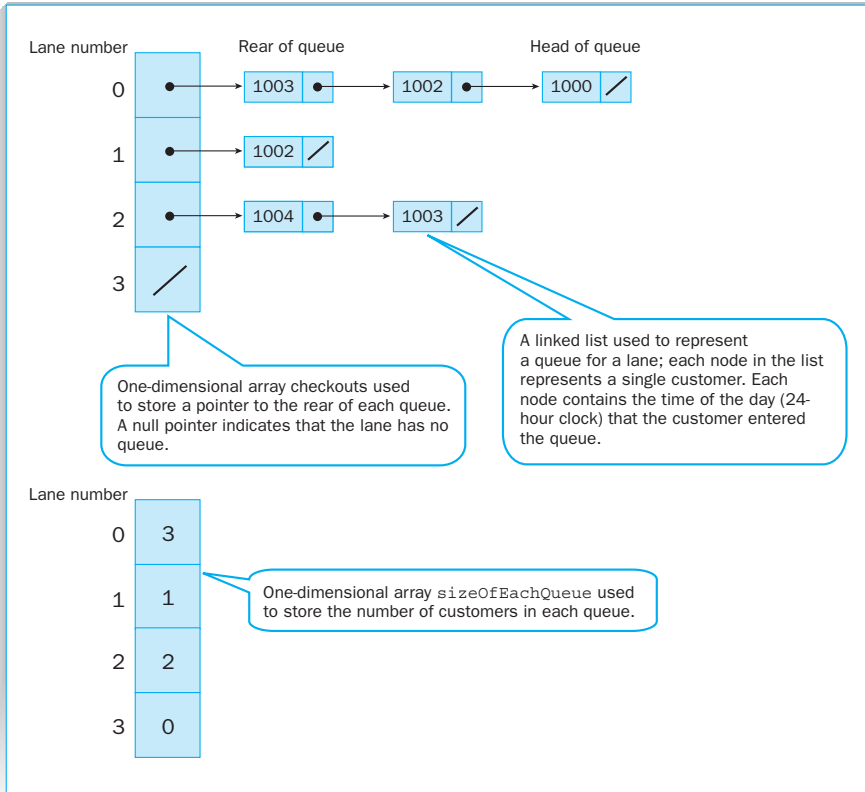 Lane number
Rear of queue
Head of queue
0
1003
1002
1000
1
1002
2
1004
1003
3
One-dimensional array checkouts used
to store a pointer to the rear of each queue.
A null pointer indicates that the lane has no
queue.
A linked list used to represent
a queue for a lane; each node in the list
represents a single customer. Each
node contains the time of the day (24-
hour clock) that the customer entered
the queue.
Lane number
0 3
1 1
2 2
3 0
One-dimensional array sizeOfEachQueue used
to store the number of customers in each queue.